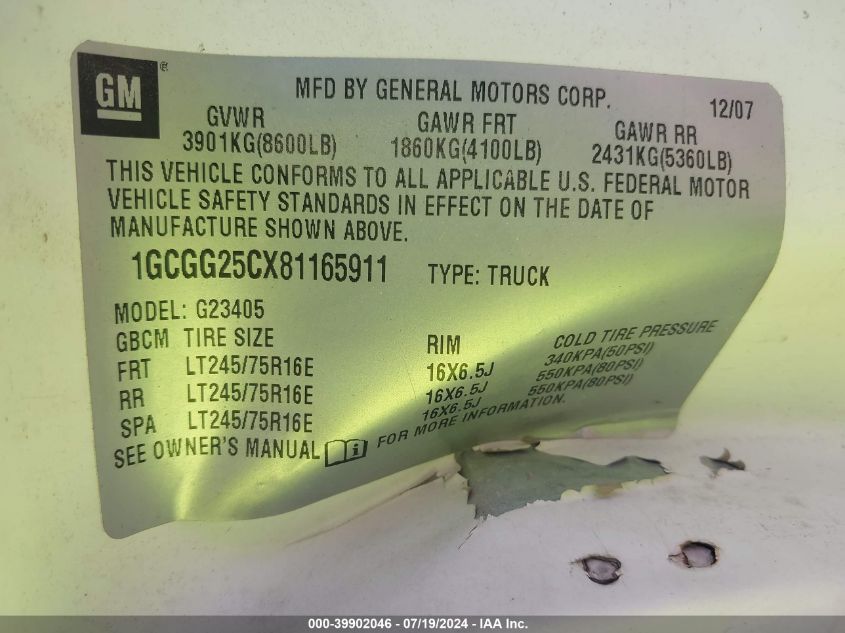 GM ®
MFD BY GENERAL MOTORS CORP. 12/07
GVWR GAWR FRT GAWR RR
3901KG(8600LB) 1860KG(4100LB) 2431KG(5360LB)
THIS VEHICLE CONFORMS TO ALL APPLICABLE U.S. FEDERAL MOTOR
VEHICLE SAFETY STANDARDS IN EFFECT ON THE DATE OF
MANUFACTURE SHOWN ABOVE.
1GCGG25CX81165911 TYPE: TRUCK
MODEL: G23405
GBCM TIRE SIZE RIM COLD TIRE PRESSURE
FRT LT245/75R16E 16X6.5J 340KPA(50PSI)
RR LT245/75R16E 16X6.5J 550KPA(80PSI)
SPA LT245/75R16E 16X6.5J 550KPA(80PSI)
SEE OWNER'S MANUAL i FOR MORE INFORMATION.
000-39902046 - 07/19/2024 - IAA Inc.